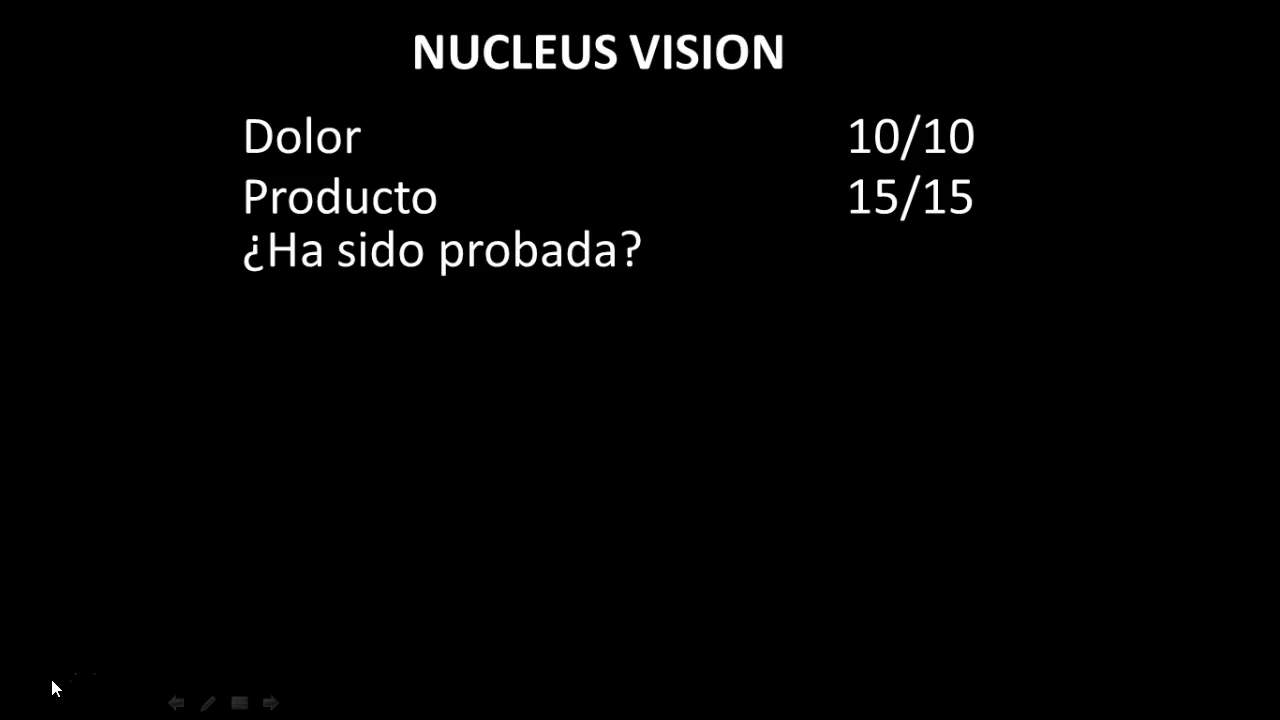 NUCLEUS VISION
Dolor 10/10
Producto 15/15
¿Ha sido probada?